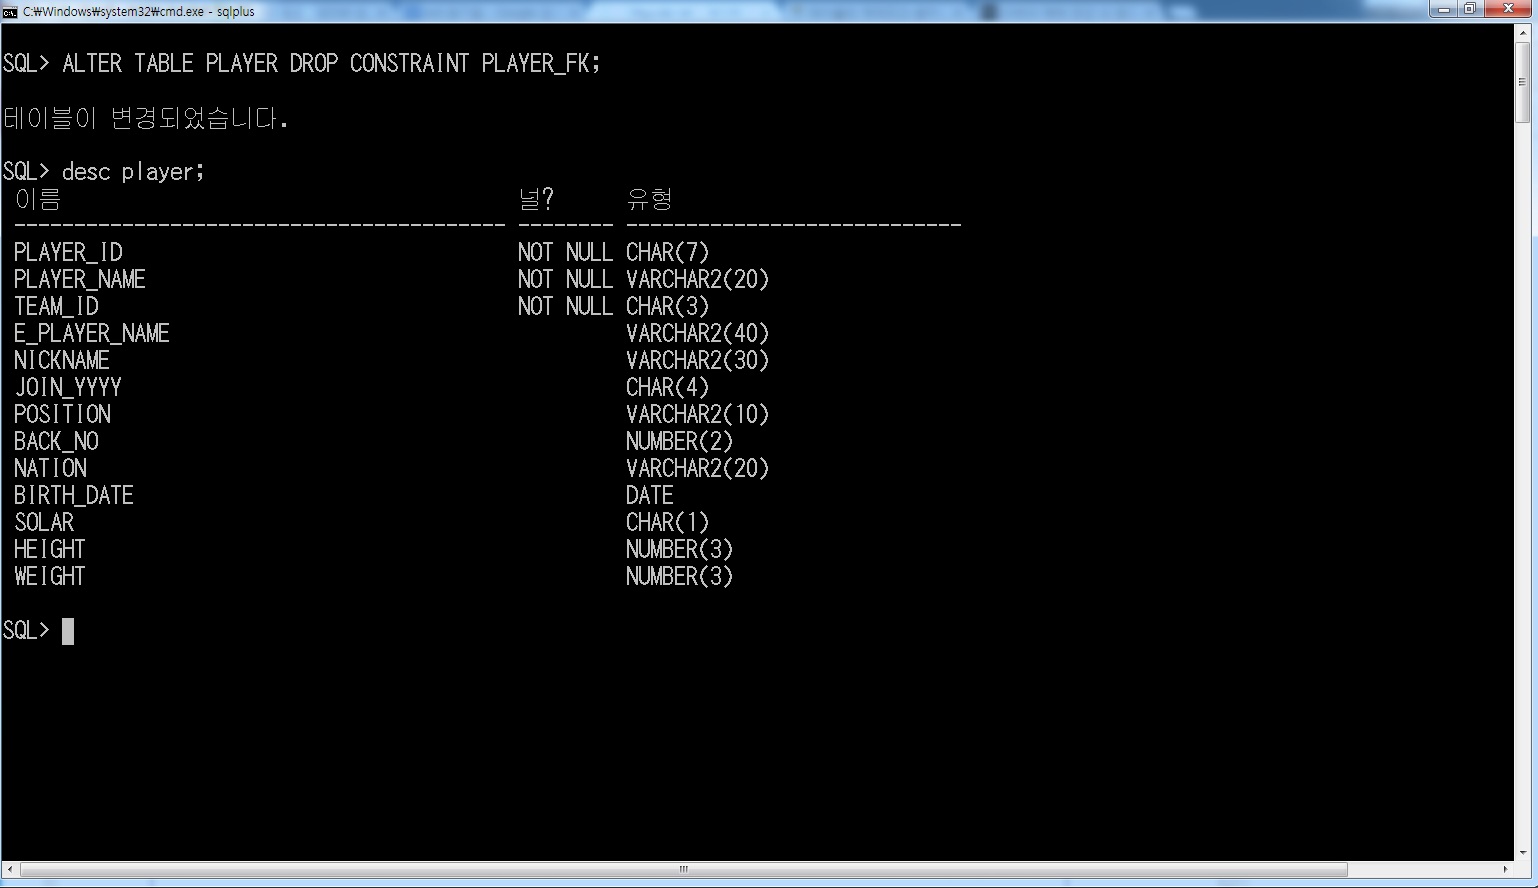 C:\Windows\system32\cmd.exe - sqlplus
SQL> ALTER TABLE PLAYER DROP CONSTRAINT PLAYER_FK;
테이블이 변경되었습니다.
SQL> desc player;
이름 널? 유형
----------------------------------------- -------- ----------------------------
PLAYER_ID NOT NULL CHAR(7)
PLAYER_NAME NOT NULL VARCHAR2(20)
TEAM_ID NOT NULL CHAR(3)
E_PLAYER_NAME VARCHAR2(40)
NICKNAME VARCHAR2(30)
JOIN_YYYY CHAR(4)
POSITION VARCHAR2(10)
BACK_NO NUMBER(2)
NATION VARCHAR2(20)
BIRTH_DATE DATE
SOLAR CHAR(1)
HEIGHT NUMBER(3)
WEIGHT NUMBER(3)
SQL>